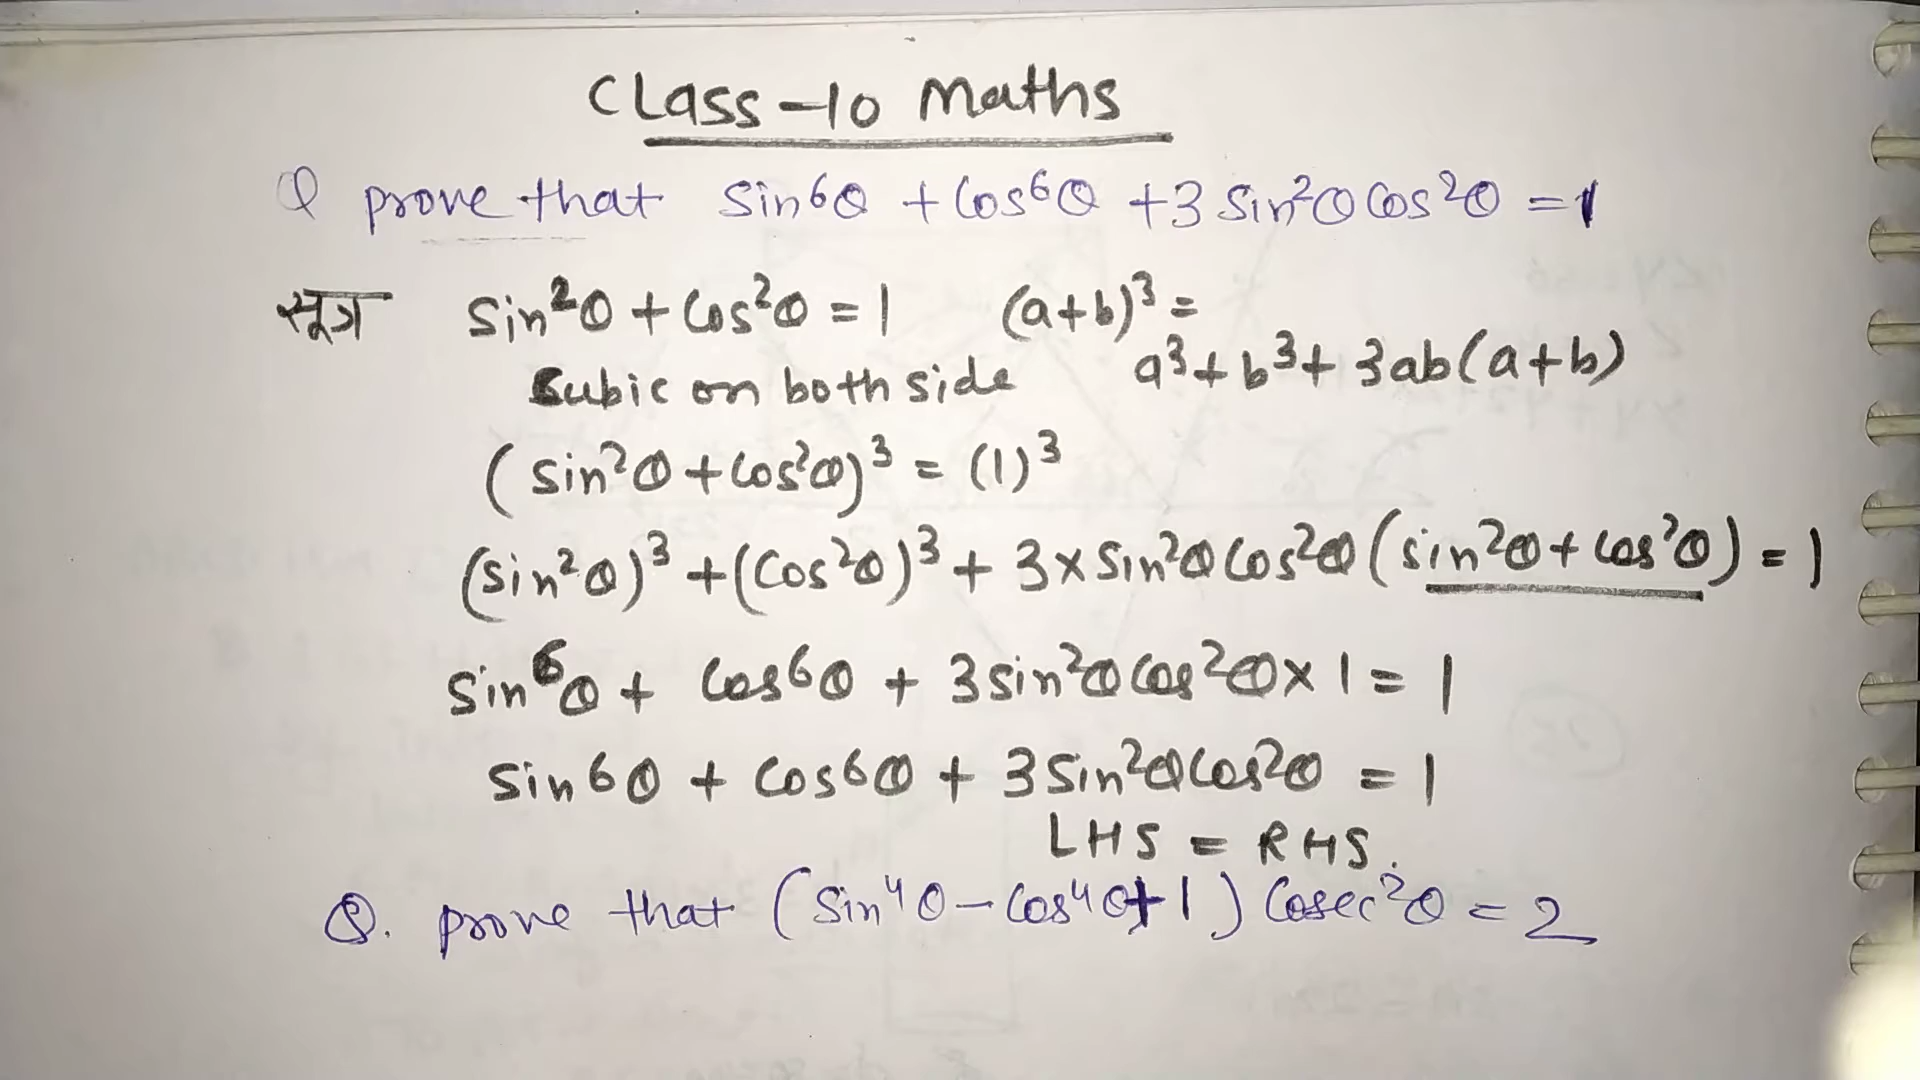 Class-10 Maths
Q prove that sin⁶θ + cos⁶θ + 3 sin²θ cos²θ = 1
सूत्र sin²θ + cos²θ = 1 (a+b)³ =
a³ + b³ + 3ab(a+b)
Cubic on both side
(sin²θ + cos²θ)³ = (1)³
(sin²θ)³ + (cos²θ)³ + 3 × sin²θ cos²θ (sin²θ + cos²θ) = 1
sin⁶θ + cos⁶θ + 3 sin²θ cos²θ × 1 = 1
sin⁶θ + cos⁶θ + 3 sin²θ cos²θ = 1
LHS = RHS.
Q. prove that (sin⁴θ - cos⁴θ + 1) cosec²θ = 2